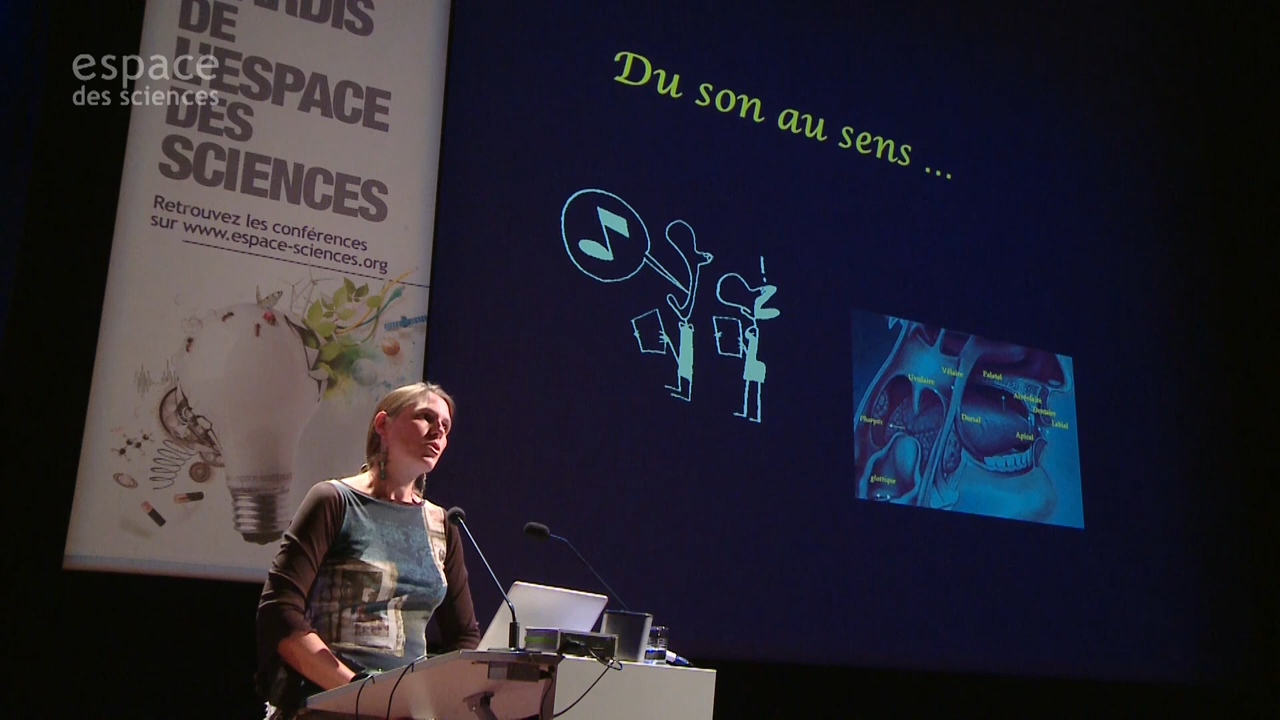 espace
des sciences
DE
L'ESPACE
DES
SCIENCES
Retrouvez les conférences
sur www.espace-sciences.org
Du son au sens ...
!
Uvulaire
Vélaire
Palatal
Alvéolaire
Dentaire
Labial
Pharynx
Dorsal
Apical
glottique